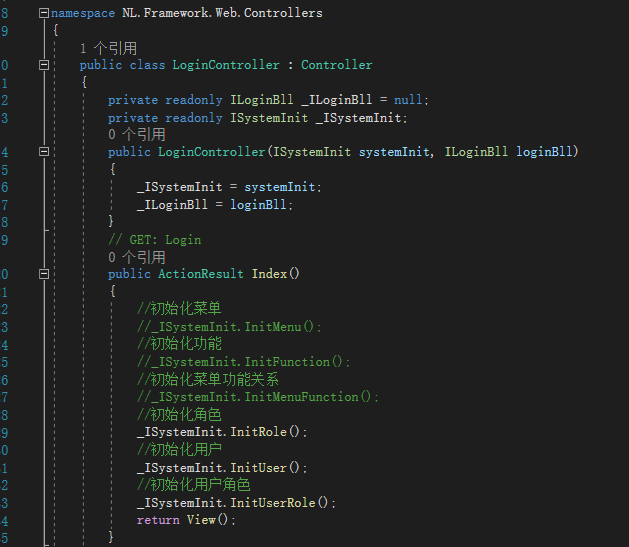 8 namespace NL.Framework.Web.Controllers
9 {
1 个引用
0 public class LoginController : Controller
1 {
2 private readonly ILoginBll _ILoginBll = null;
3 private readonly ISystemInit _ISystemInit;
0 个引用
4 public LoginController(ISystemInit systemInit, ILoginBll loginBll)
5 {
6 _ISystemInit = systemInit;
7 _ILoginBll = loginBll;
8 }
9 // GET: Login
0 个引用
0 public ActionResult Index()
1 {
2 //初始化菜单
3 //_ISystemInit.InitMenu();
4 //初始化功能
5 //_ISystemInit.InitFunction();
6 //初始化菜单功能关系
7 //_ISystemInit.InitMenuFunction();
8 //初始化角色
9 _ISystemInit.InitRole();
0 //初始化用户
1 _ISystemInit.InitUser();
2 //初始化用户角色
3 _ISystemInit.InitUserRole();
4 return View();
5 }